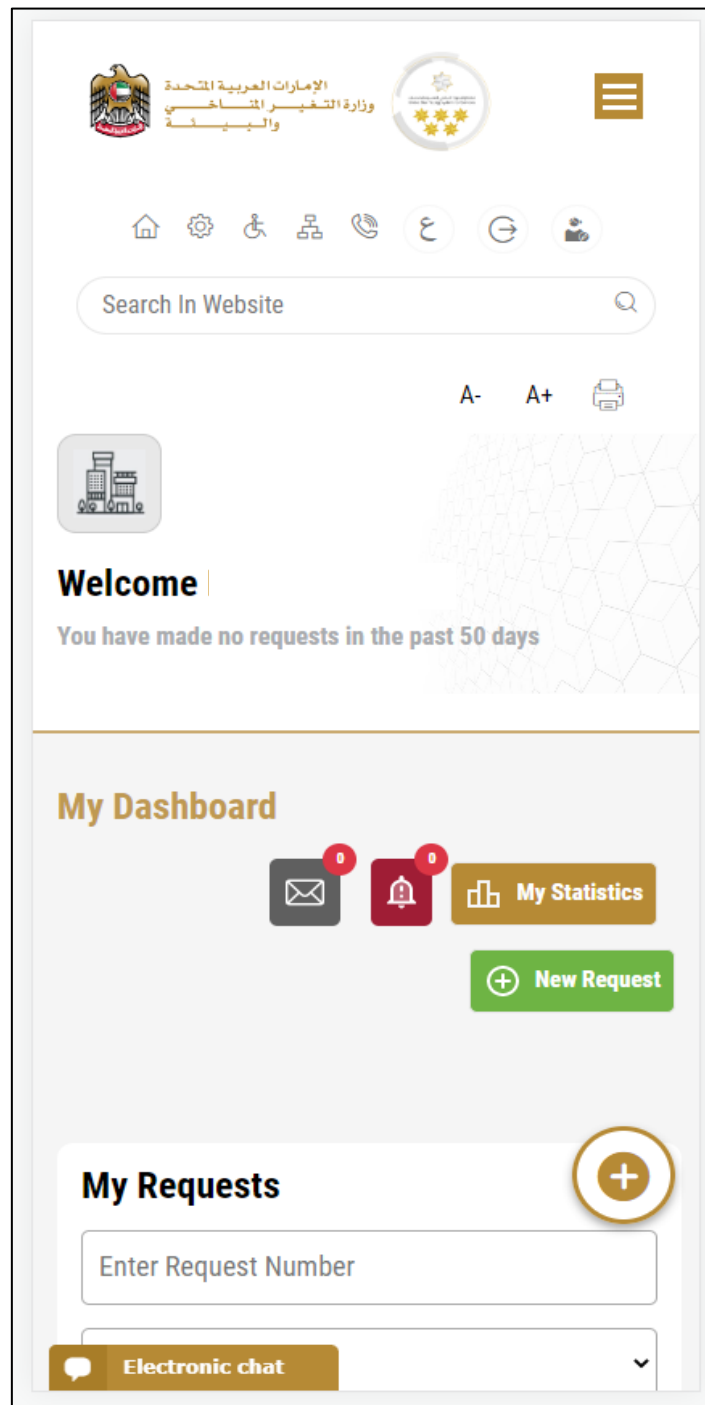 الإمارات العربية المتحدة
وزارة التغير المناخي
والبيئة
ع
Search In Website
A- A+
Welcome
You have made no requests in the past 50 days
My Dashboard
0 0
My Statistics
New Request
My Requests
Enter Request Number
Electronic chat